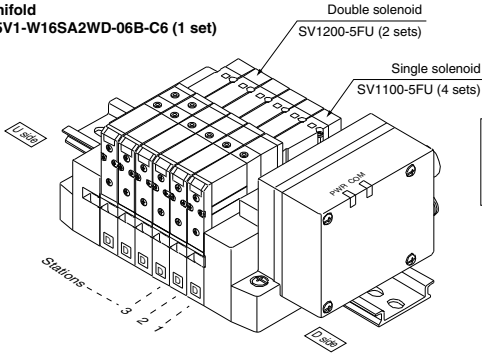 nifold
5V1-W16SA2WD-06B-C6 (1 set)
Double solenoid
SV1200-5FU (2 sets)
Single solenoid
SV1100-5FU (4 sets)
U side
PWR COM
Stations
3
2
1
D side